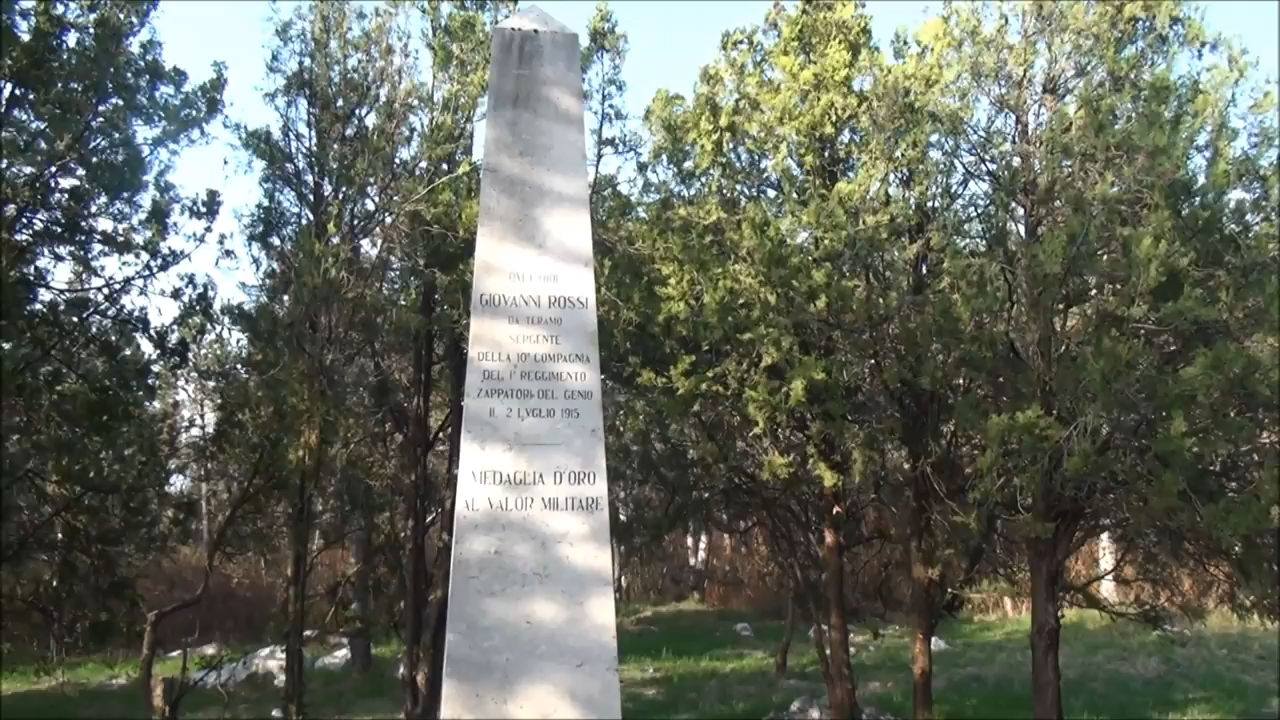 GIOVANNI ROSSI
DA TERAMO
SERGENTE
DELLA 10ª COMPAGNIA
DEL 1º REGGIMENTO
ZAPPATORI DEL GENIO
IL 2 LVGLIO 1915
MEDAGLIA D'ORO
AL VALOR MILITARE